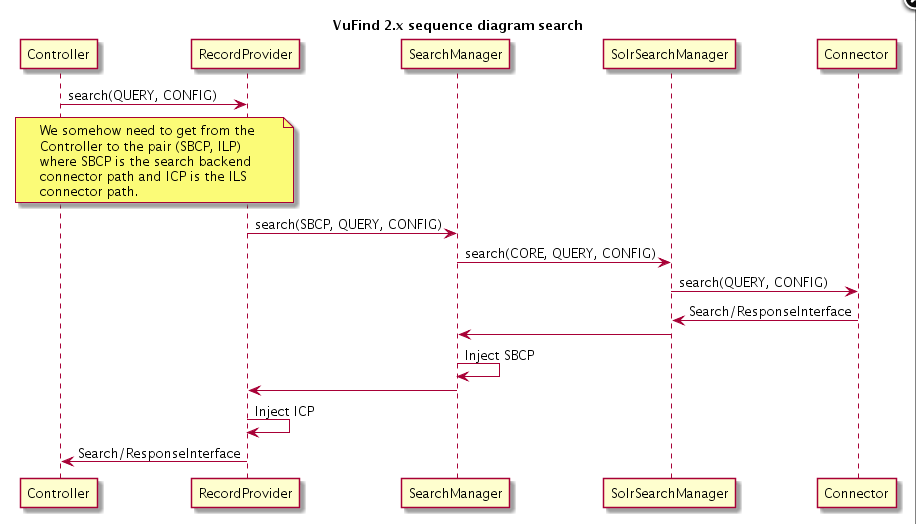 VuFind 2.x sequence diagram search
Controller
RecordProvider
SearchManager
SolrSearchManager
Connector
search(QUERY, CONFIG)
We somehow need to get from the
Controller to the pair (SBCP, ILP)
where SBCP is the search backend
connector path and ICP is the ILS
connector path.
search(SBCP, QUERY, CONFIG)
search(CORE, QUERY, CONFIG)
search(QUERY, CONFIG)
Search/ResponseInterface
Inject SBCP
Inject ICP
Search/ResponseInterface
Controller
RecordProvider
SearchManager
SolrSearchManager
Connector